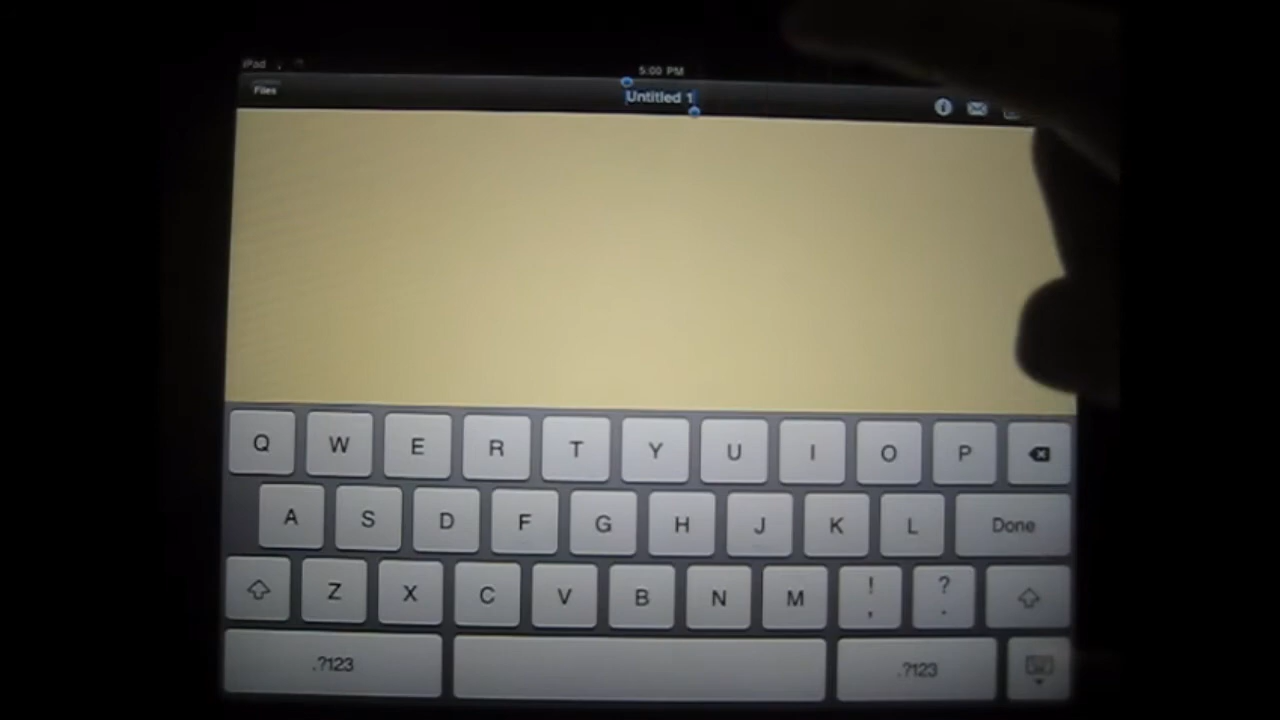 iPad
5:00 PM
Files
Untitled 1
Q W E R T Y U I O P
A S D F G H J K L Done
Z X C V B N M ! , ? .
.?123 .?123